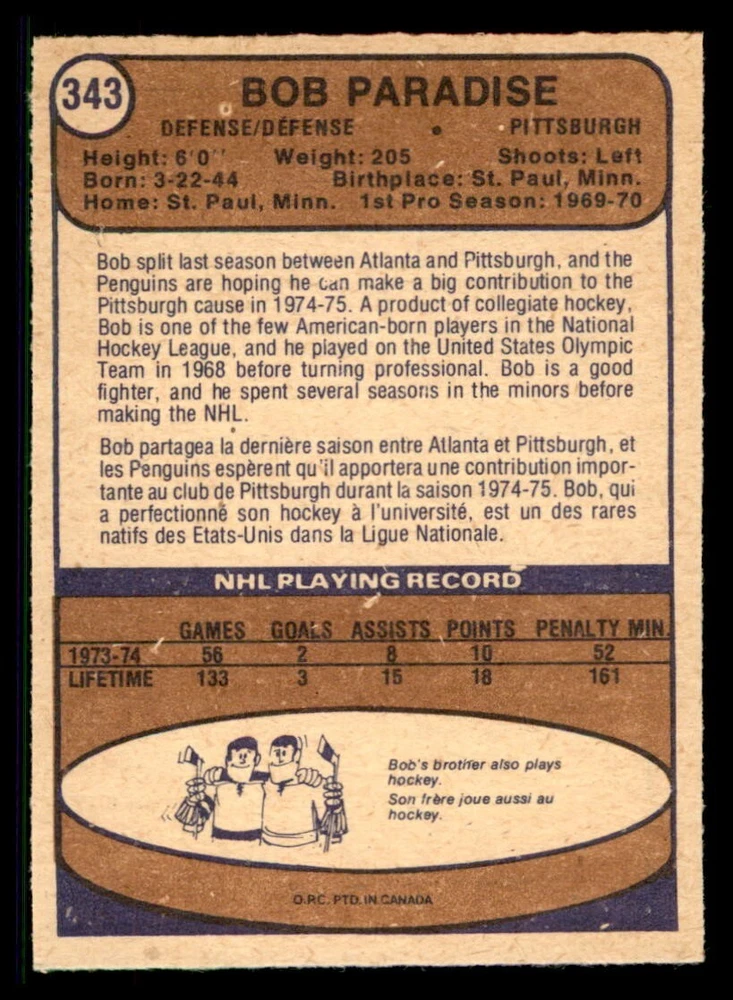 343
BOB PARADISE
DEFENSE/DÉFENSE • PITTSBURGH
Height: 6'0" Weight: 205 Shoots: Left
Born: 3-22-44 Birthplace: St. Paul, Minn.
Home: St. Paul, Minn. 1st Pro Season: 1969-70
Bob split last season between Atlanta and Pittsburgh, and the
Penguins are hoping he can make a big contribution to the
Pittsburgh cause in 1974-75. A product of collegiate hockey,
Bob is one of the few American-born players in the National
Hockey League, and he played on the United States Olympic
Team in 1968 before turning professional. Bob is a good
fighter, and he spent several seasons in the minors before
making the NHL.
Bob partagea la dernière saison entre Atlanta et Pittsburgh, et
les Penguins espèrent qu'il apportera une contribution impor-
tante au club de Pittsburgh durant la saison 1974-75. Bob, qui
a perfectionné son hockey à l'université, est un des rares
natifs des Etats-Unis dans la Ligue Nationale.
NHL PLAYING RECORD
GAMES GOALS ASSISTS POINTS PENALTY MIN.
1973-74 56 2 8 10 52
LIFETIME 133 3 15 18 161
Bob's brother also plays
hockey.
Son frère joue aussi au
hockey.
O.P.C. PTD. IN CANADA